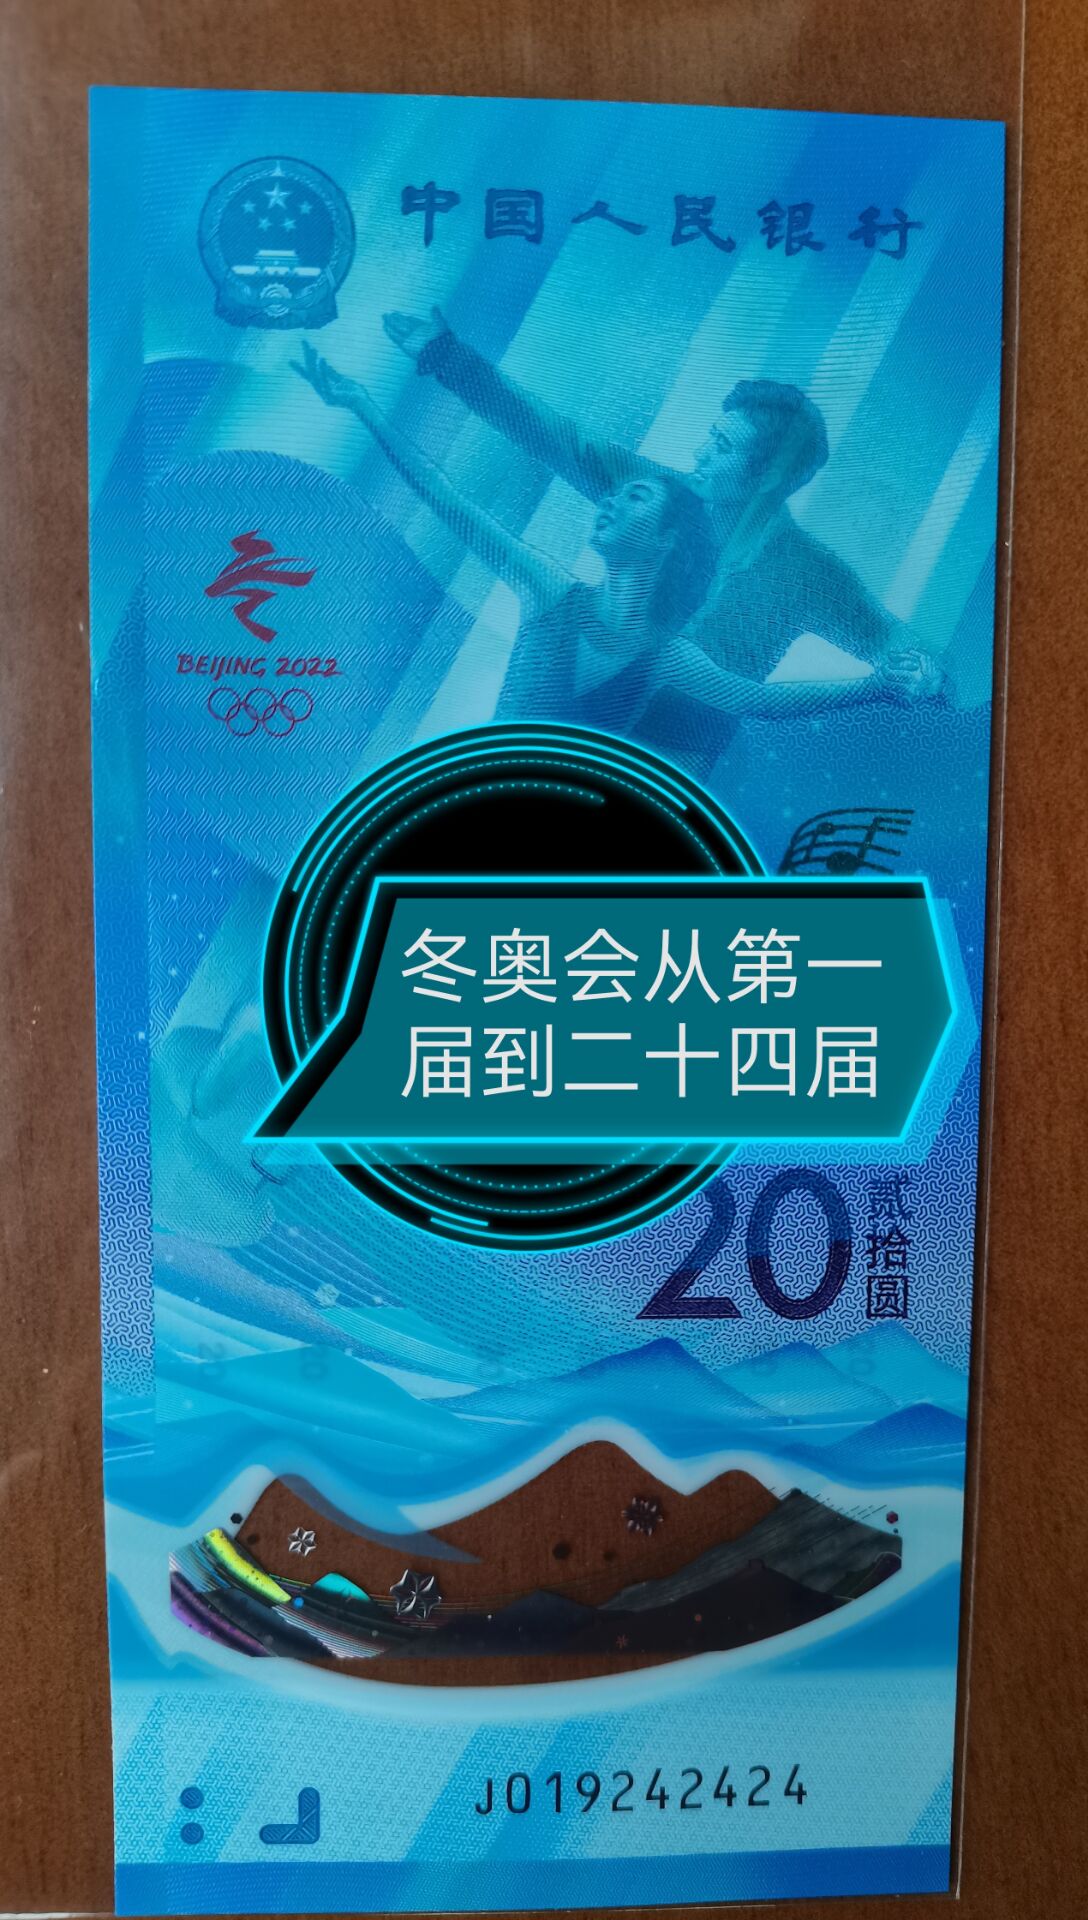 中国人民银行
BEIJING 2022
冬奥会从第一
届到二十四届
20
贰拾圆
J019242424